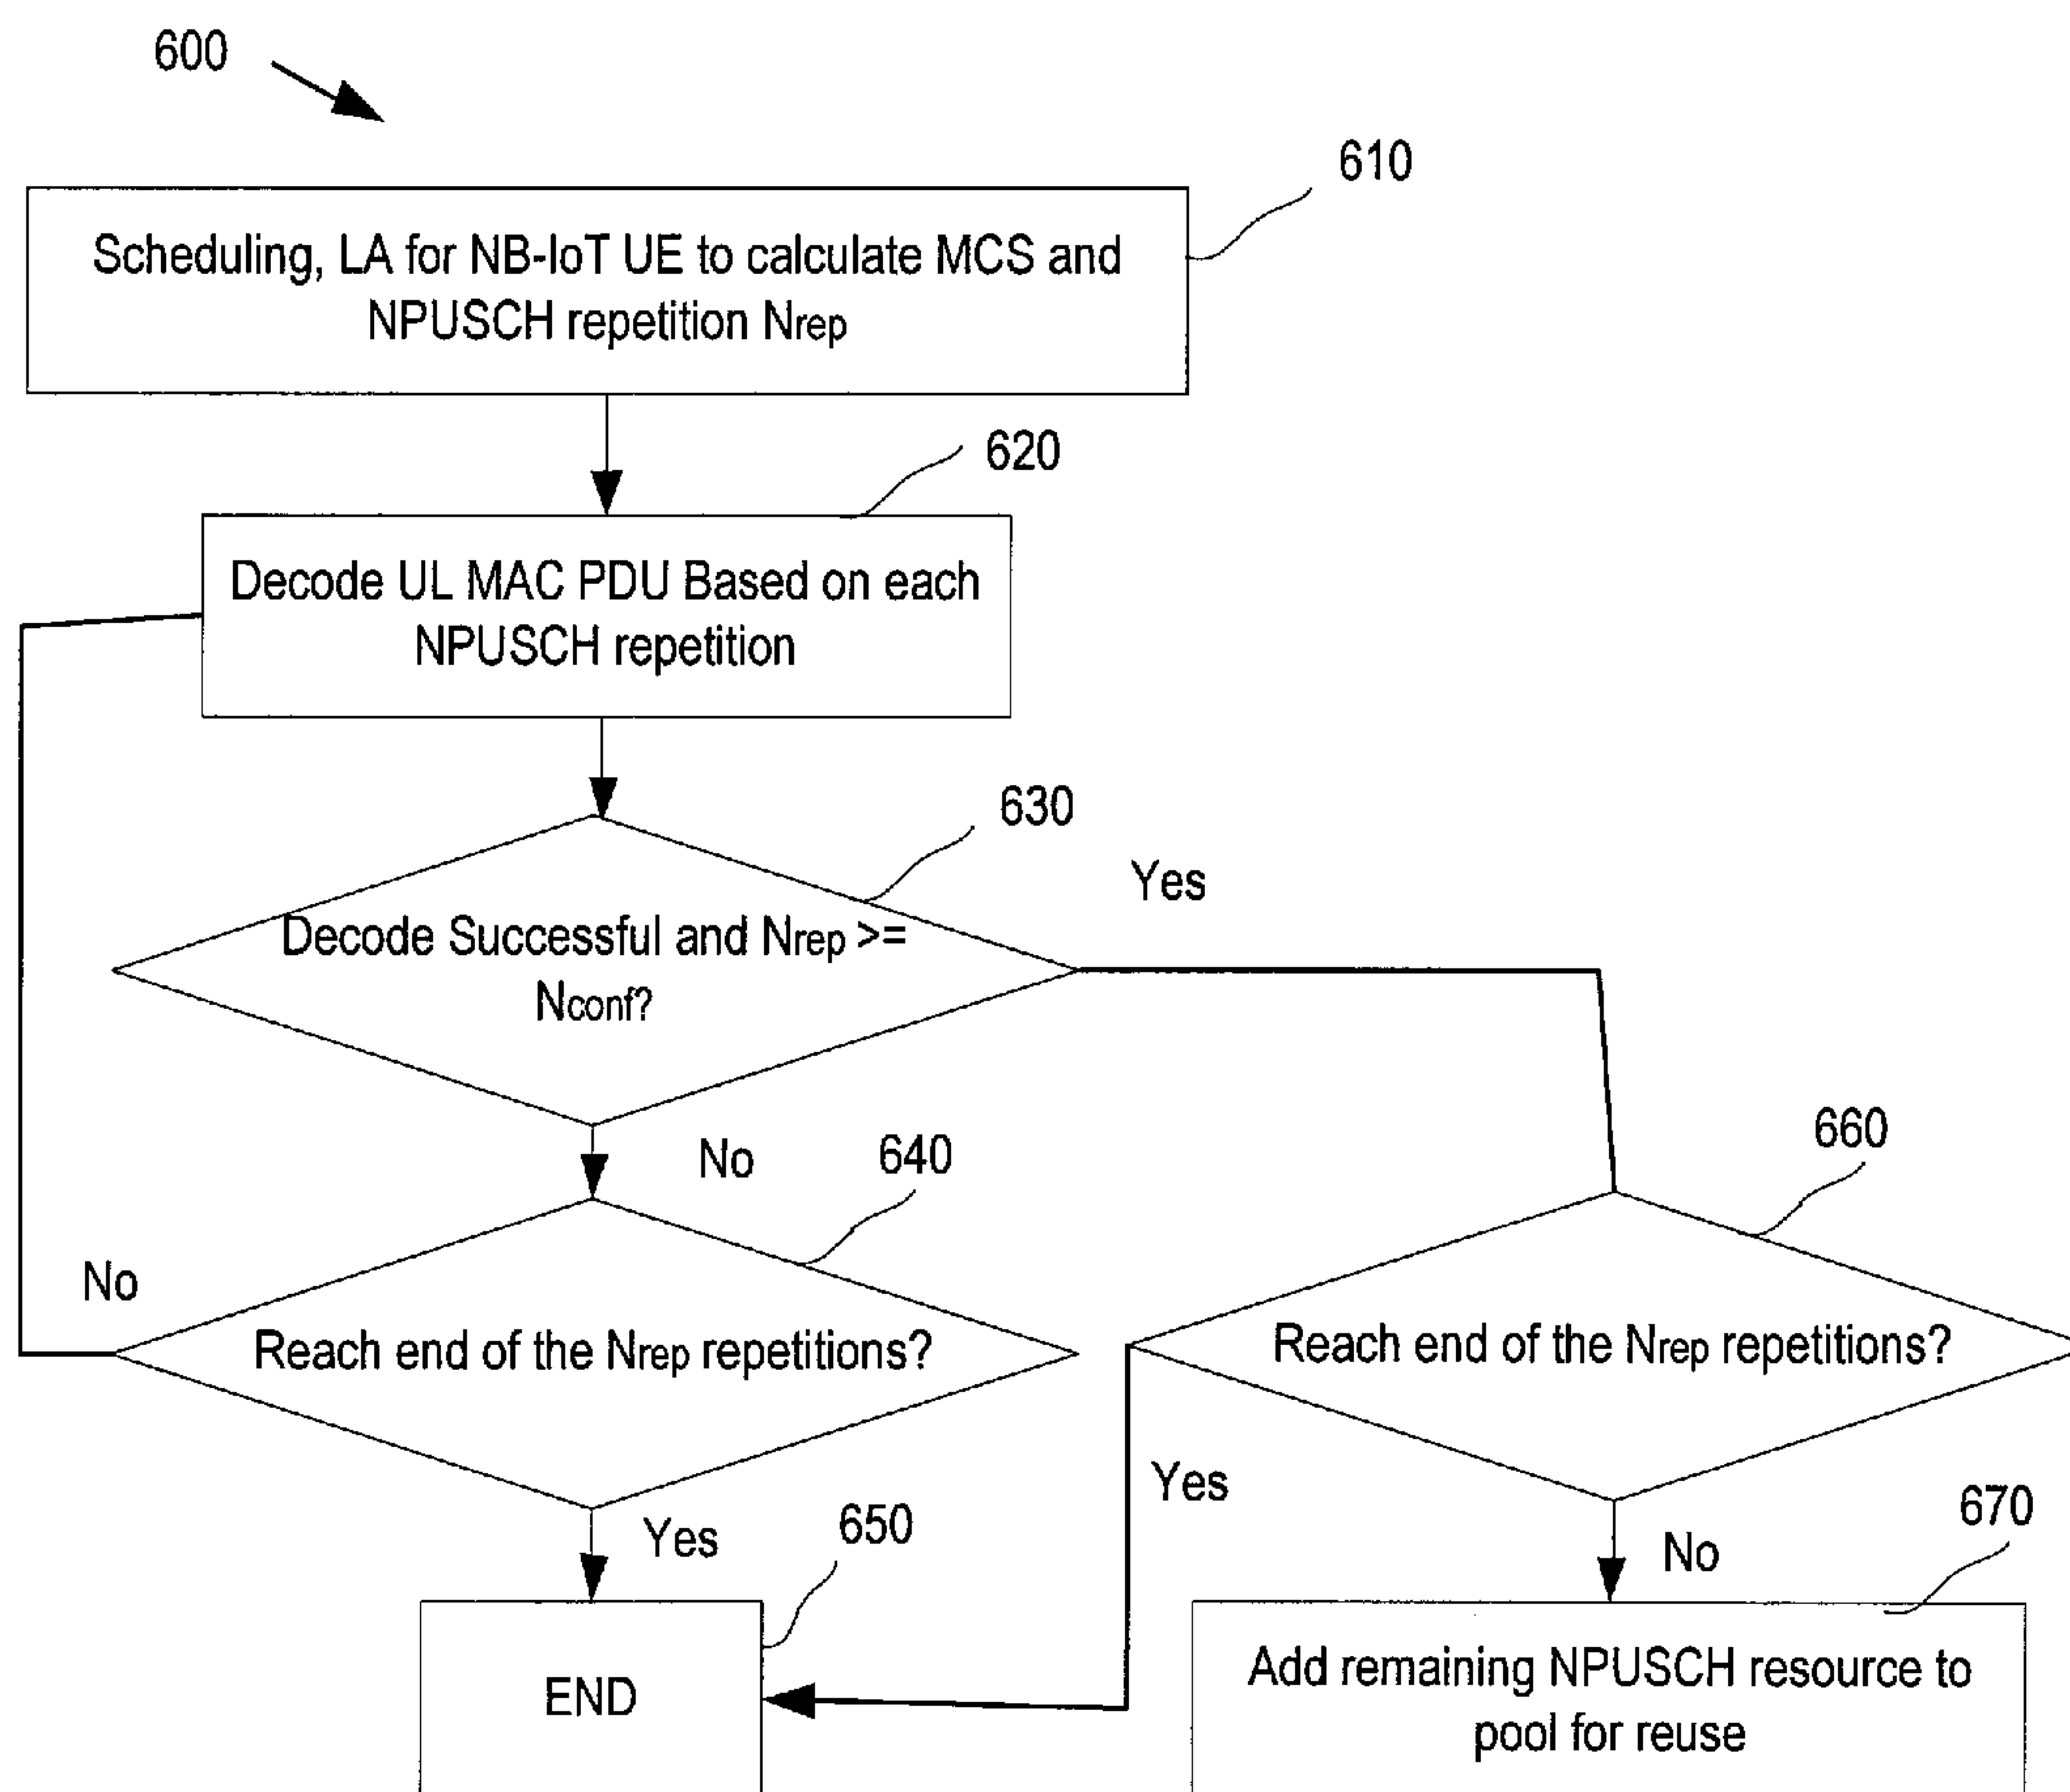 600
610
Scheduling, LA for NB-IoT UE to calculate MCS and
NPUSCH repetition Nrep
620
Decode UL MAC PDU Based on each
NPUSCH repetition
630
Yes
Decode Successful and Nrep >=
Nconf?
No
640
660
No
Reach end of the Nrep repetitions?
Reach end of the Nrep repetitions?
Yes
Yes
650
No
670
END
Add remaining NPUSCH resource to
pool for reuse